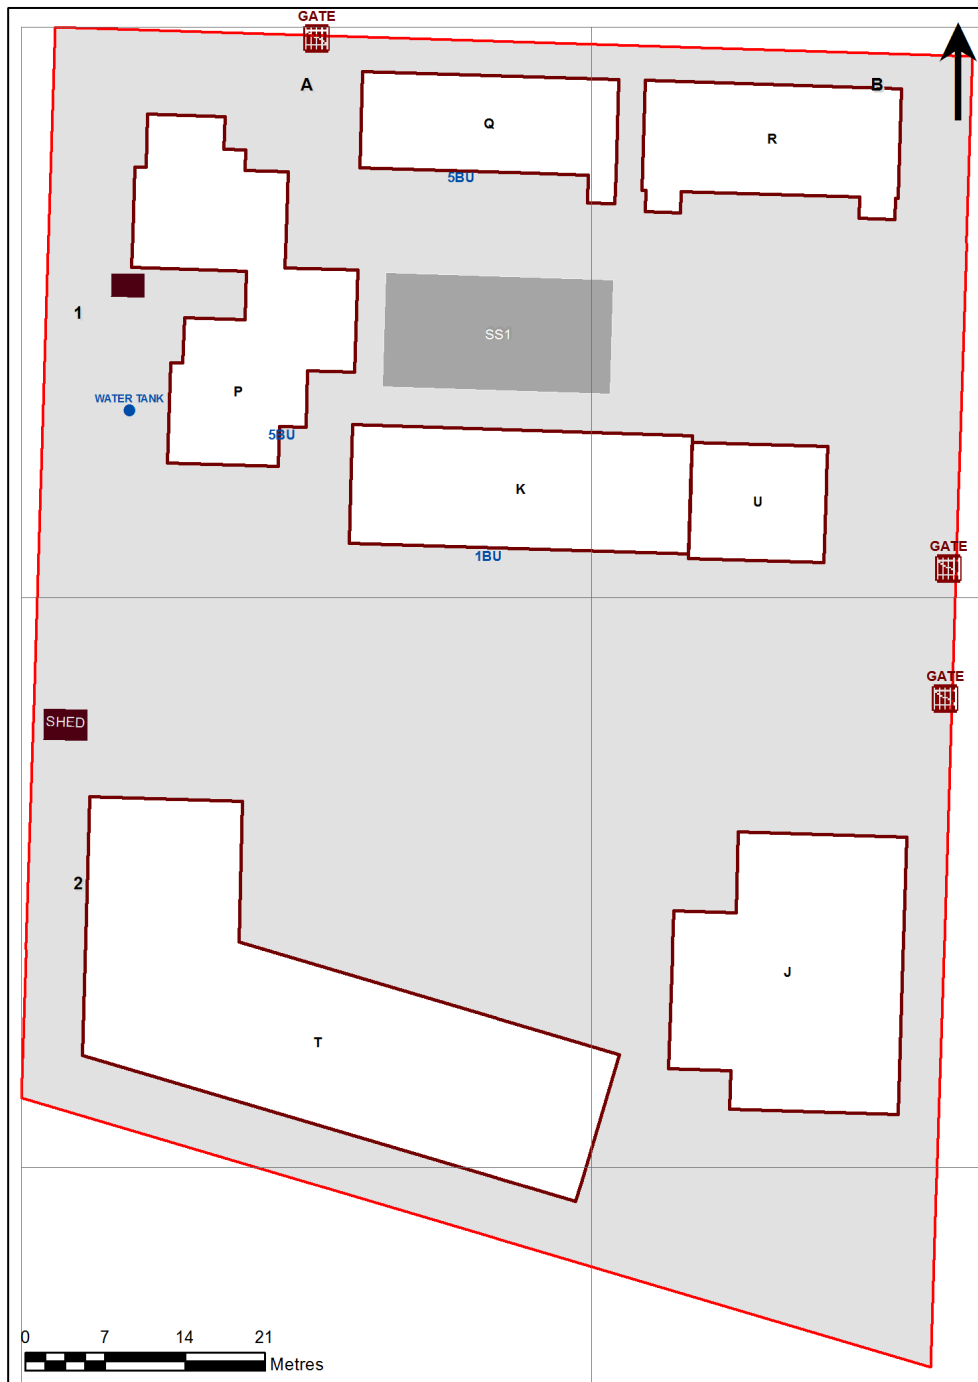 GATE
A
B
Q
R
5BU
1
SS1
P
WATER TANK
5BU
K
U
1BU
GATE
GATE
SHED
2
J
T
0 7 14 21
Metres